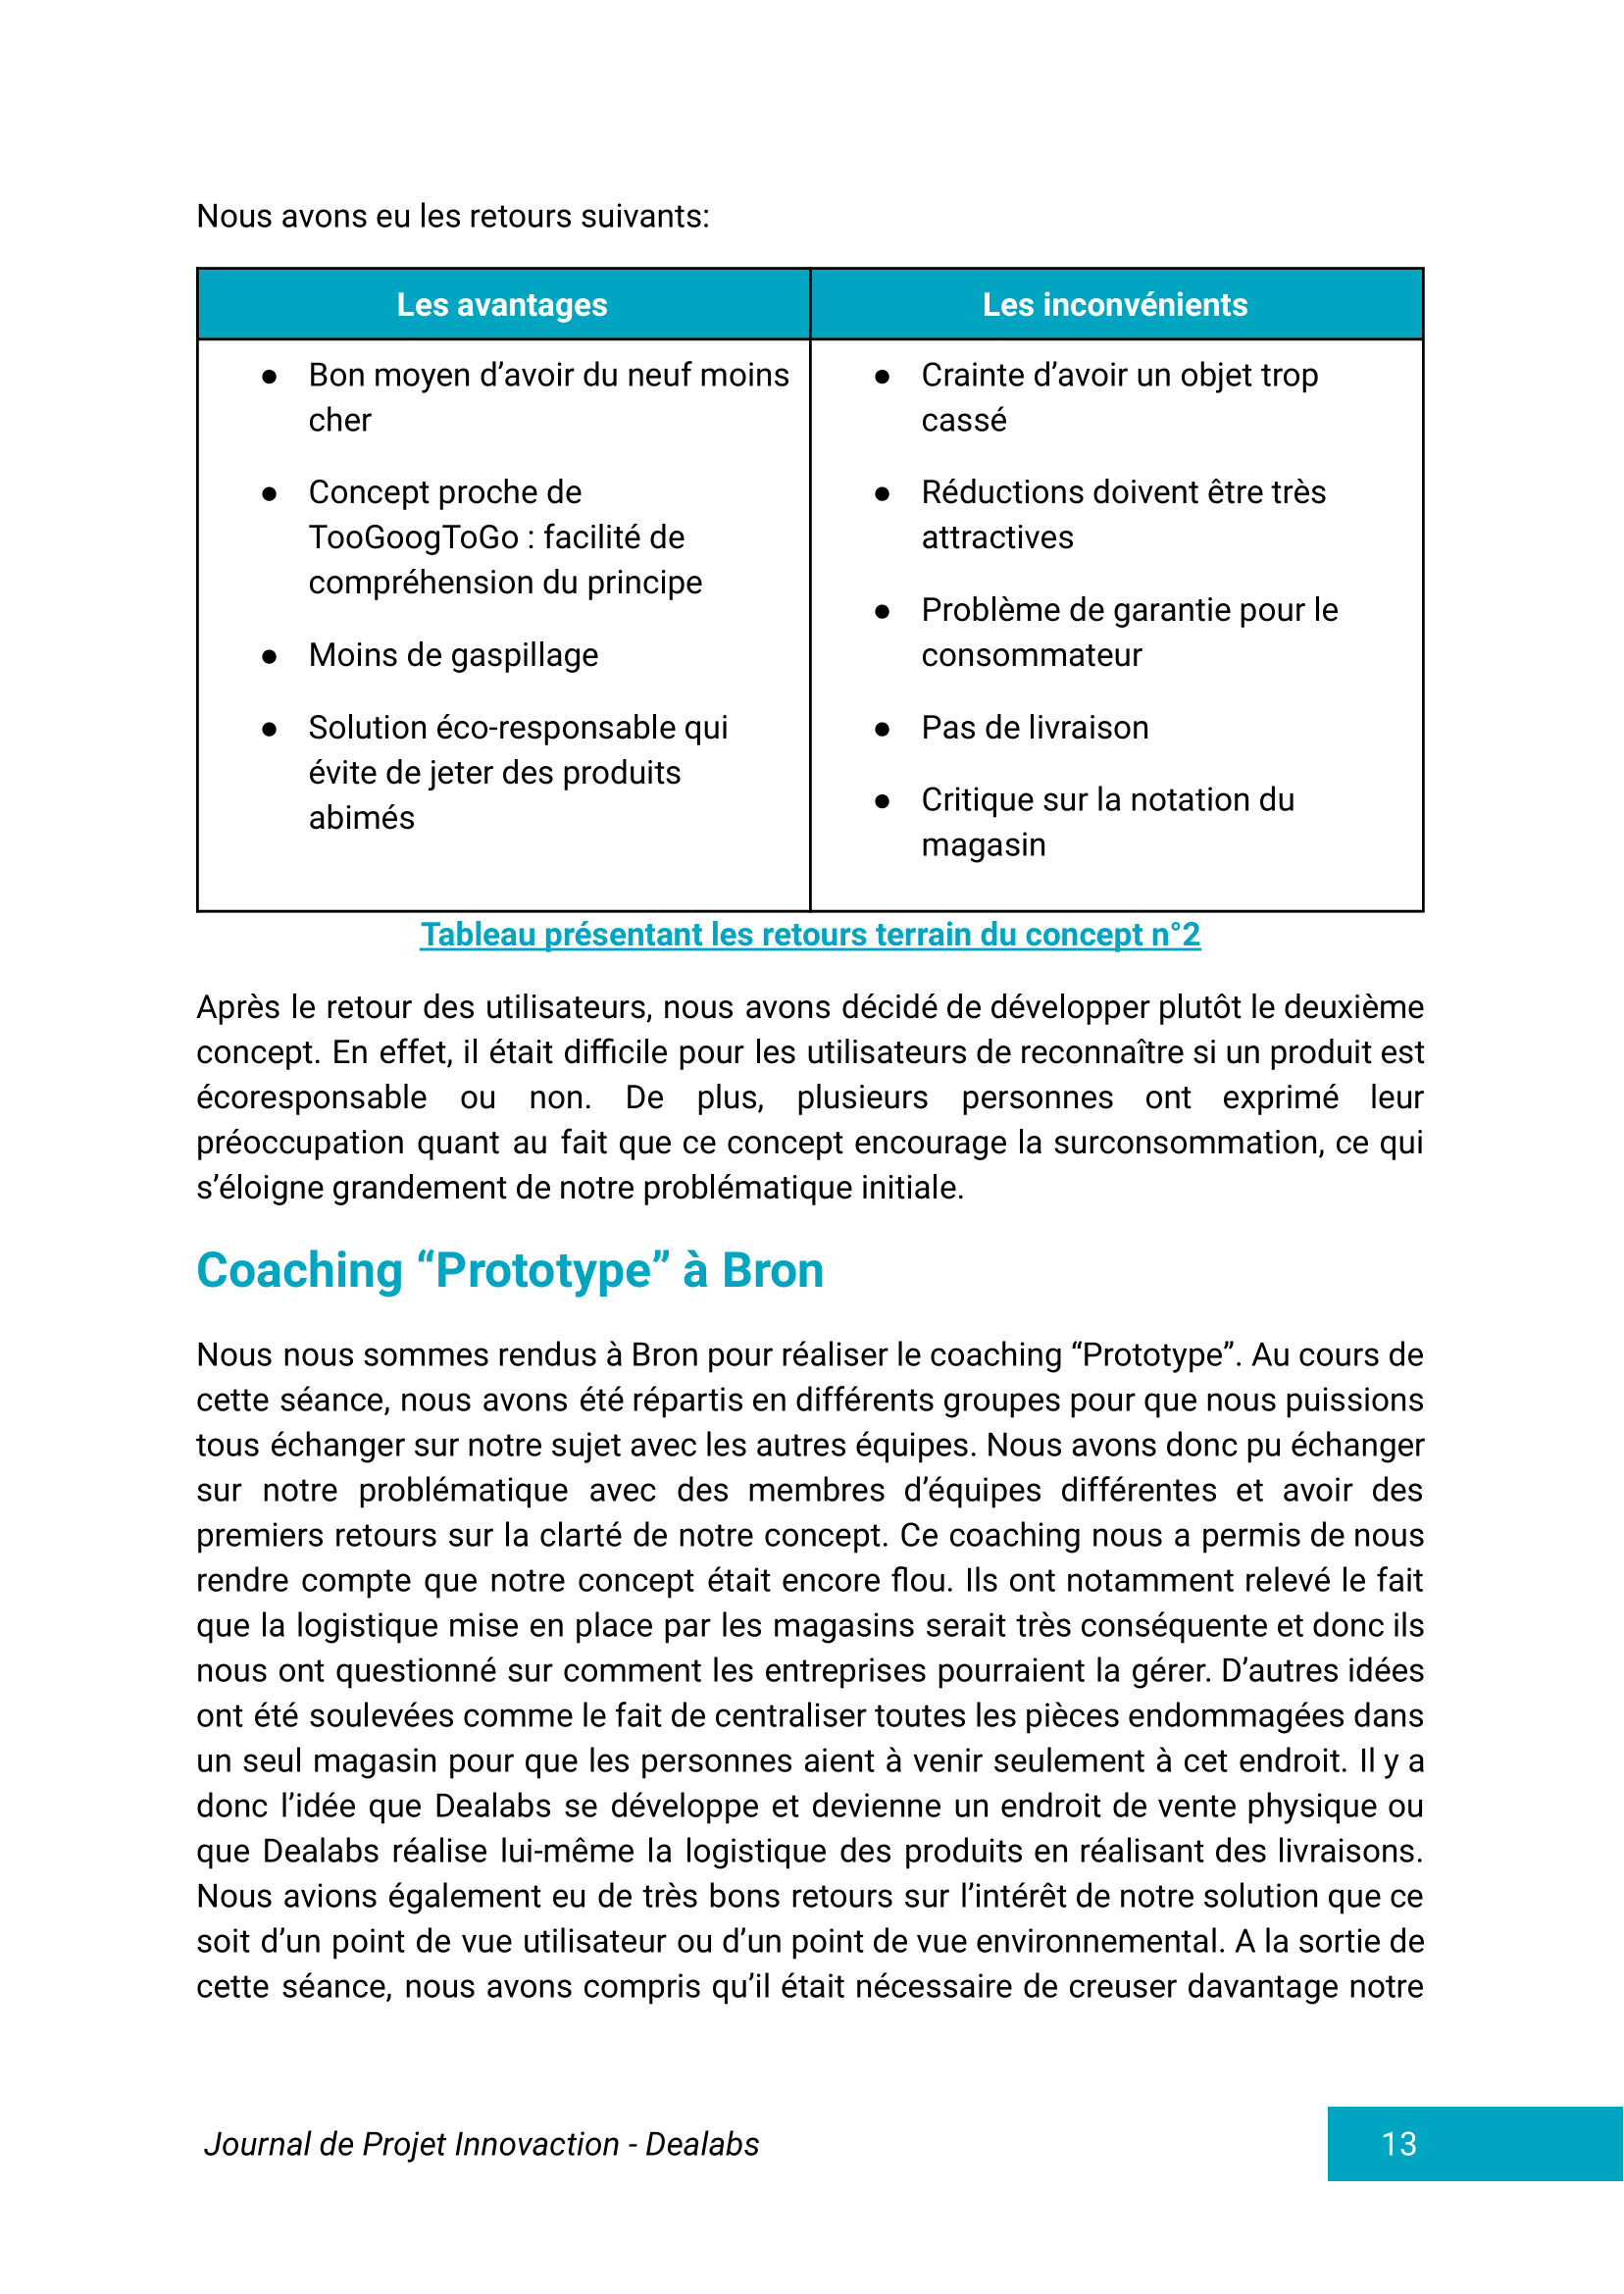 Nous avons eu les retours suivants:
Les avantages
● Bon moyen d’avoir du neuf moins
cher
● Concept proche de
TooGoogToGo : facilité de
compréhension du principe
● Moins de gaspillage
● Solution éco-responsable qui
évite de jeter des produits
abimés
Les inconvénients
● Crainte d’avoir un objet trop
cassé
● Réductions doivent être très
attractives
● Problème de garantie pour le
consommateur
● Pas de livraison
● Critique sur la notation du
magasin
Tableau présentant les retours terrain du concept n°2
Après le retour des utilisateurs, nous avons décidé de développer plutôt le deuxième
concept. En effet, il était difficile pour les utilisateurs de reconnaître si un produit est
écoresponsable ou non. De plus, plusieurs personnes ont exprimé leur
préoccupation quant au fait que ce concept encourage la surconsommation, ce qui
s’éloigne grandement de notre problématique initiale.
Coaching “Prototype” à Bron
Nous nous sommes rendus à Bron pour réaliser le coaching “Prototype”. Au cours de
cette séance, nous avons été répartis en différents groupes pour que nous puissions
tous échanger sur notre sujet avec les autres équipes. Nous avons donc pu échanger
sur notre problématique avec des membres d’équipes différentes et avoir des
premiers retours sur la clarté de notre concept. Ce coaching nous a permis de nous
rendre compte que notre concept était encore flou. Ils ont notamment relevé le fait
que la logistique mise en place par les magasins serait très conséquente et donc ils
nous ont questionné sur comment les entreprises pourraient la gérer. D’autres idées
ont été soulevées comme le fait de centraliser toutes les pièces endommagées dans
un seul magasin pour que les personnes aient à venir seulement à cet endroit. Il y a
donc l’idée que Dealabs se développe et devienne un endroit de vente physique ou
que Dealabs réalise lui-même la logistique des produits en réalisant des livraisons.
Nous avions également eu de très bons retours sur l’intérêt de notre solution que ce
soit d’un point de vue utilisateur ou d’un point de vue environnemental. A la sortie de
cette séance, nous avons compris qu’il était nécessaire de creuser davantage notre
Journal de Projet Innovaction - Dealabs
13